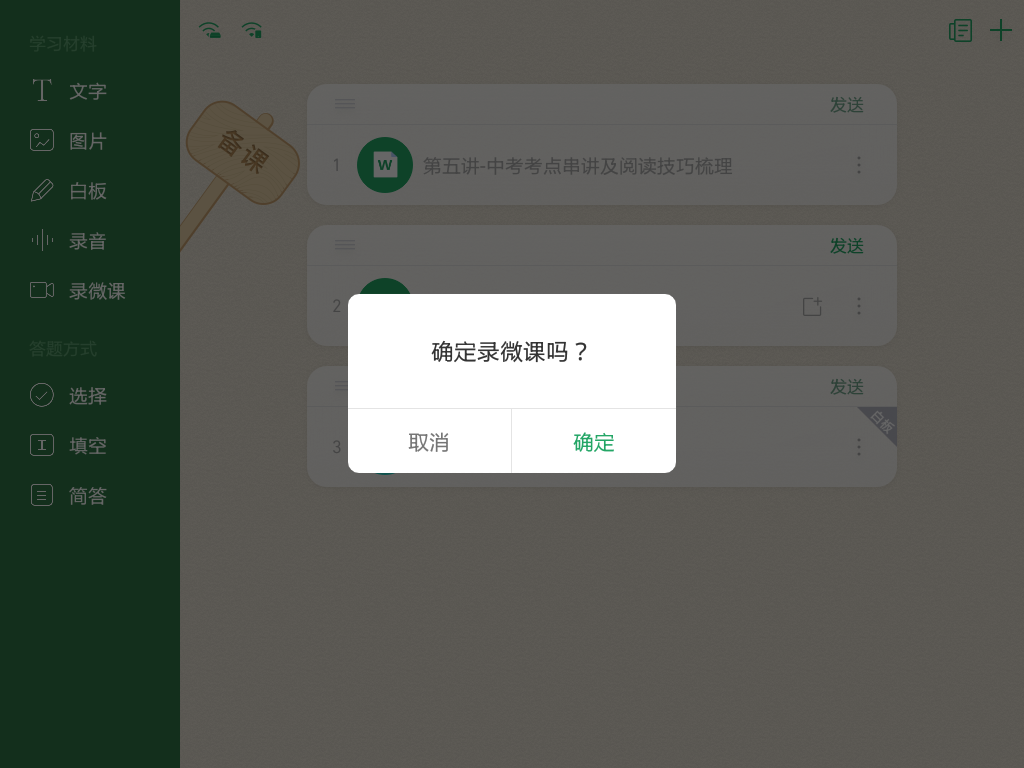 学习材料
文字
图片
白板
录音
录微课
答题方式
选择
填空
简答
备课
发送
1
W
第五讲-中考考点串讲及阅读技巧梳理
发送
2
发送
3
白板
确定录微课吗？
取消
确定